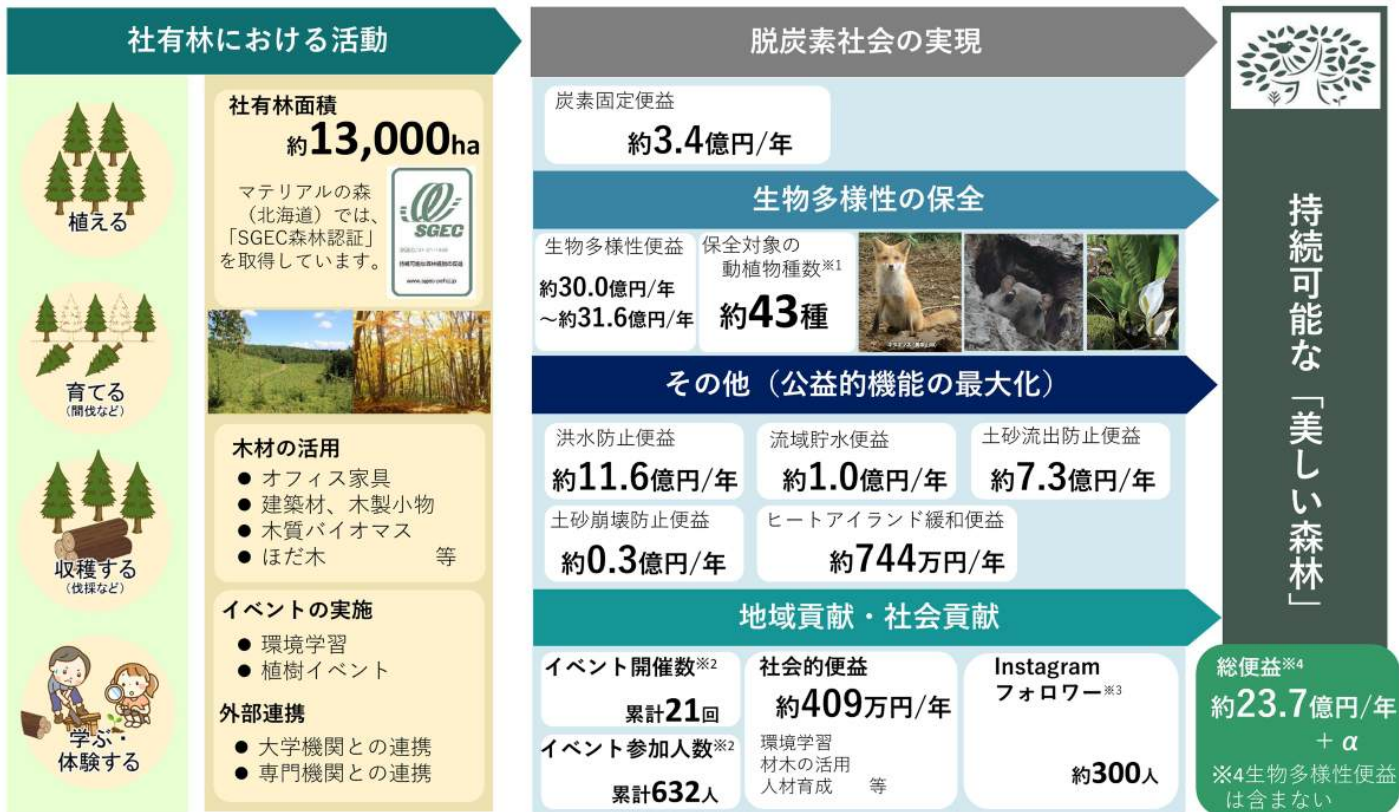 社有林における活動
植える
育てる
(間伐など)
収穫する
(伐採など)
学ぶ・
体験する
社有林面積
約13,000ha
マテリアルの森
（北海道）では、
「SGEC森林認証」
を取得しています。
SGEC
木材の活用
● オフィス家具
● 建築材、木製小物
● 木質バイオマス
● ほだ木 等
イベントの実施
● 環境学習
● 植樹イベント
外部連携
● 大学機関との連携
● 専門機関との連携
脱炭素社会の実現
炭素固定便益
約3.4億円/年
生物多様性の保全
生物多様性便益
約30.0億円/年
～約31.6億円/年
保全対象の
動植物種数※1
約43種
その他（公益的機能の最大化）
洪水防止便益
約11.6億円/年
流域貯水便益
約1.0億円/年
土砂流出防止便益
約7.3億円/年
土砂崩壊防止便益
約0.3億円/年
ヒートアイランド緩和便益
約744万円/年
地域貢献・社会貢献
イベント開催数※2
累計21回
イベント参加人数※2
累計632人
社会的便益
約409万円/年
環境学習
材木の活用
人材育成 等
Instagram
フォロワー※3
約300人
持続可能な「美しい森林」
総便益※4
約23.7億円/年
+ α
※4生物多様性便益
は含まない